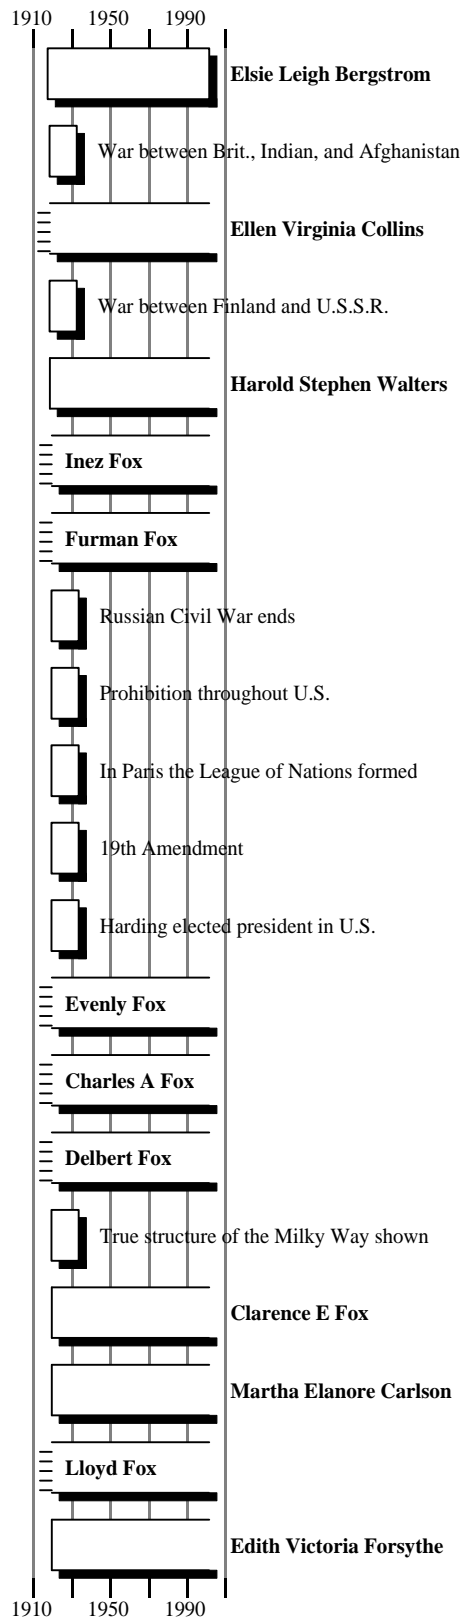 1910 1950 1990
Elsie Leigh Bergstrom
War between Brit., Indian, and Afghanistan
Ellen Virginia Collins
War between Finland and U.S.S.R.
Harold Stephen Walters
Inez Fox
Furman Fox
Russian Civil War ends
Prohibition throughout U.S.
In Paris the League of Nations formed
19th Amendment
Harding elected president in U.S.
Evenly Fox
Charles A Fox
Delbert Fox
True structure of the Milky Way shown
Clarence E Fox
Martha Elanore Carlson
Lloyd Fox
Edith Victoria Forsythe
1910 1950 1990